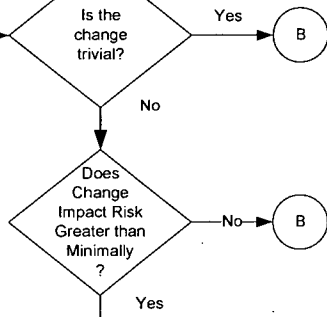 Is the
change
trivial?
Yes
B
No
Does
Change
Impact Risk
Greater than
Minimally
?
No
B
Yes